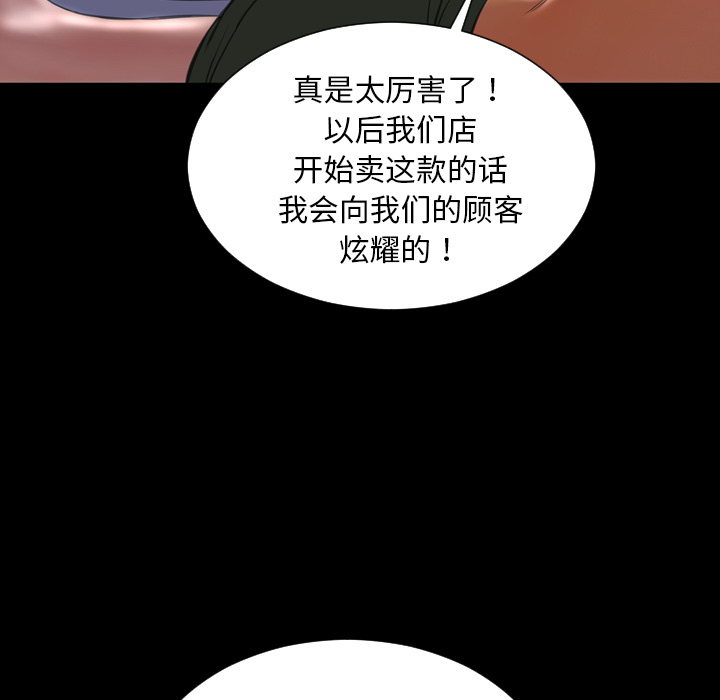 真是太厉害了！
以后我们店
开始卖这款的话
我会向我们的顾客
炫耀的！